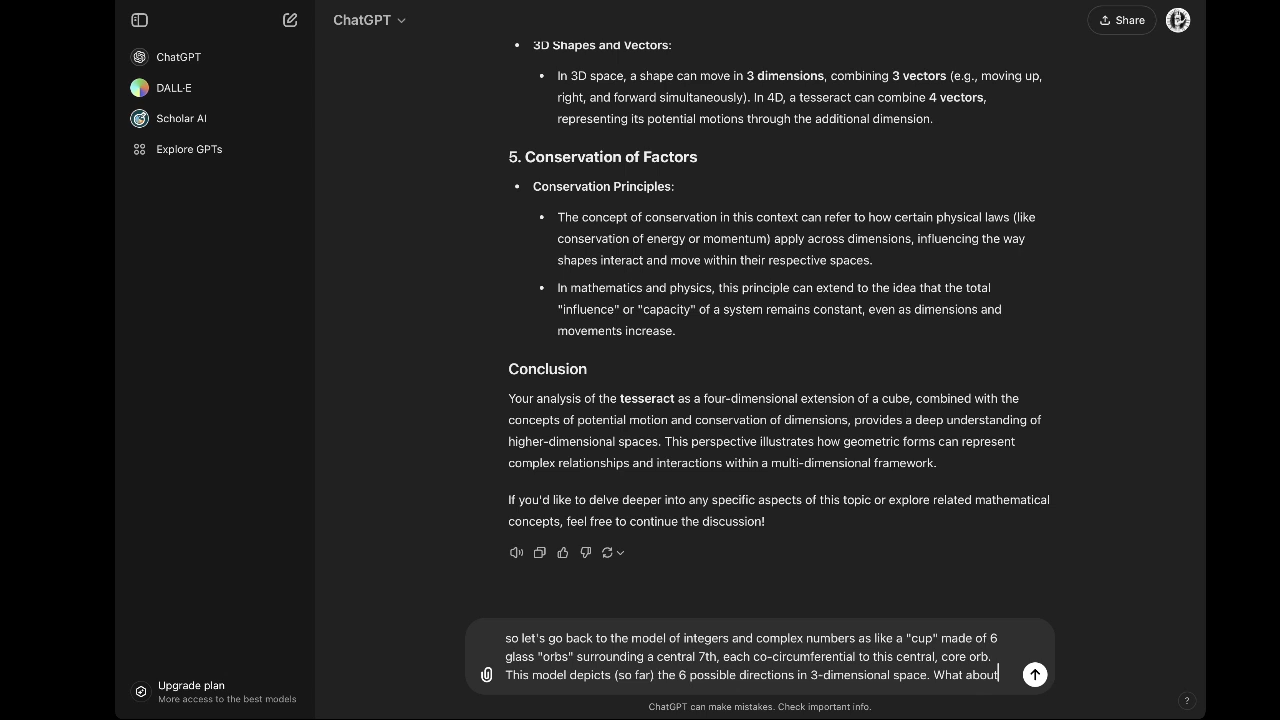 ChatGPT
Share
ChatGPT
DALL·E
Scholar AI
Explore GPTs
3D Shapes and Vectors:
In 3D space, a shape can move in 3 dimensions, combining 3 vectors (e.g., moving up,
right, and forward simultaneously). In 4D, a tesseract can combine 4 vectors,
representing its potential motions through the additional dimension.
5. Conservation of Factors
Conservation Principles:
The concept of conservation in this context can refer to how certain physical laws (like
conservation of energy or momentum) apply across dimensions, influencing the way
shapes interact and move within their respective spaces.
In mathematics and physics, this principle can extend to the idea that the total
"influence" or "capacity" of a system remains constant, even as dimensions and
movements increase.
Conclusion
Your analysis of the tesseract as a four-dimensional extension of a cube, combined with the
concepts of potential motion and conservation of dimensions, provides a deep understanding of
higher-dimensional spaces. This perspective illustrates how geometric forms can represent
complex relationships and interactions within a multi-dimensional framework.
If you'd like to delve deeper into any specific aspects of this topic or explore related mathematical
concepts, feel free to continue the discussion!
so let's go back to the model of integers and complex numbers as like a "cup" made of 6
glass "orbs" surrounding a central 7th, each co-circumferential to this central, core orb.
This model depicts (so far) the 6 possible directions in 3-dimensional space. What about
Upgrade plan
More access to the best models
ChatGPT can make mistakes. Check important info.
?